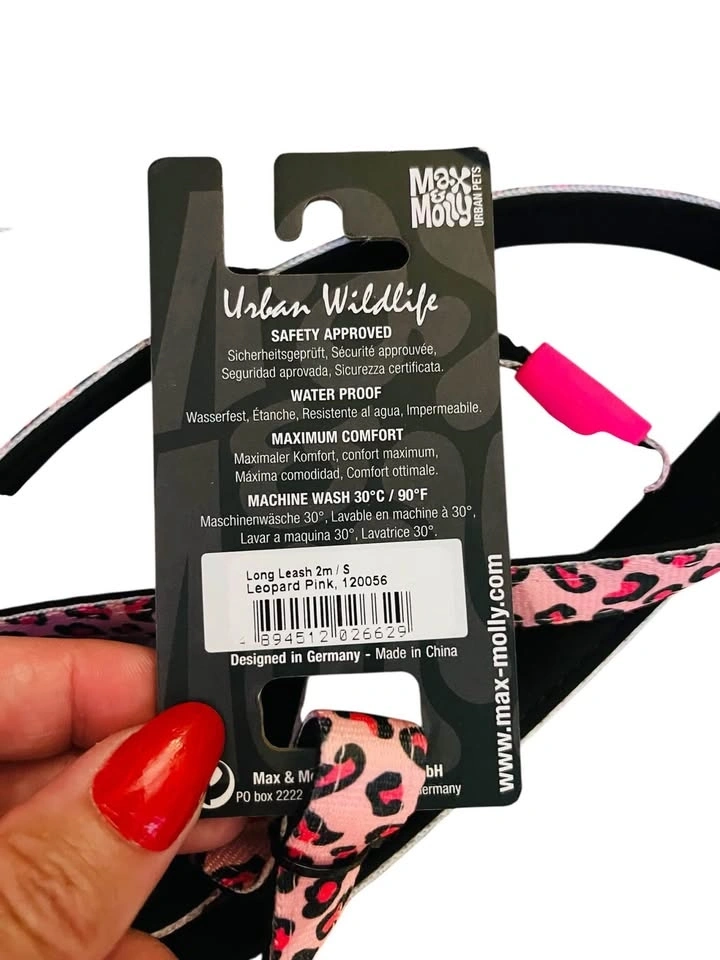 Max & Molly
URBAN PETS
Urban Wildlife
SAFETY APPROVED
Sicherheitsgeprüft, Sécurité approuvée,
Seguridad aprovada, Sicurezza certificata.
WATER PROOF
Wasserfest, Étanche, Resistente al agua, Impermeabile.
MAXIMUM COMFORT
Maximaler Komfort, confort maximum,
Máxima comodidad, Comfort ottimale.
MACHINE WASH 30°C / 90°F
Maschinenwäsche 30°, Lavable en machine à 30°,
Lavar a maquina 30°, Lavatrice 30°.
Long Leash 2m / S
Leopard Pink, 120056
4 894512 026629
Designed in Germany - Made in China
www.max-molly.com
Max &
PO box 2222